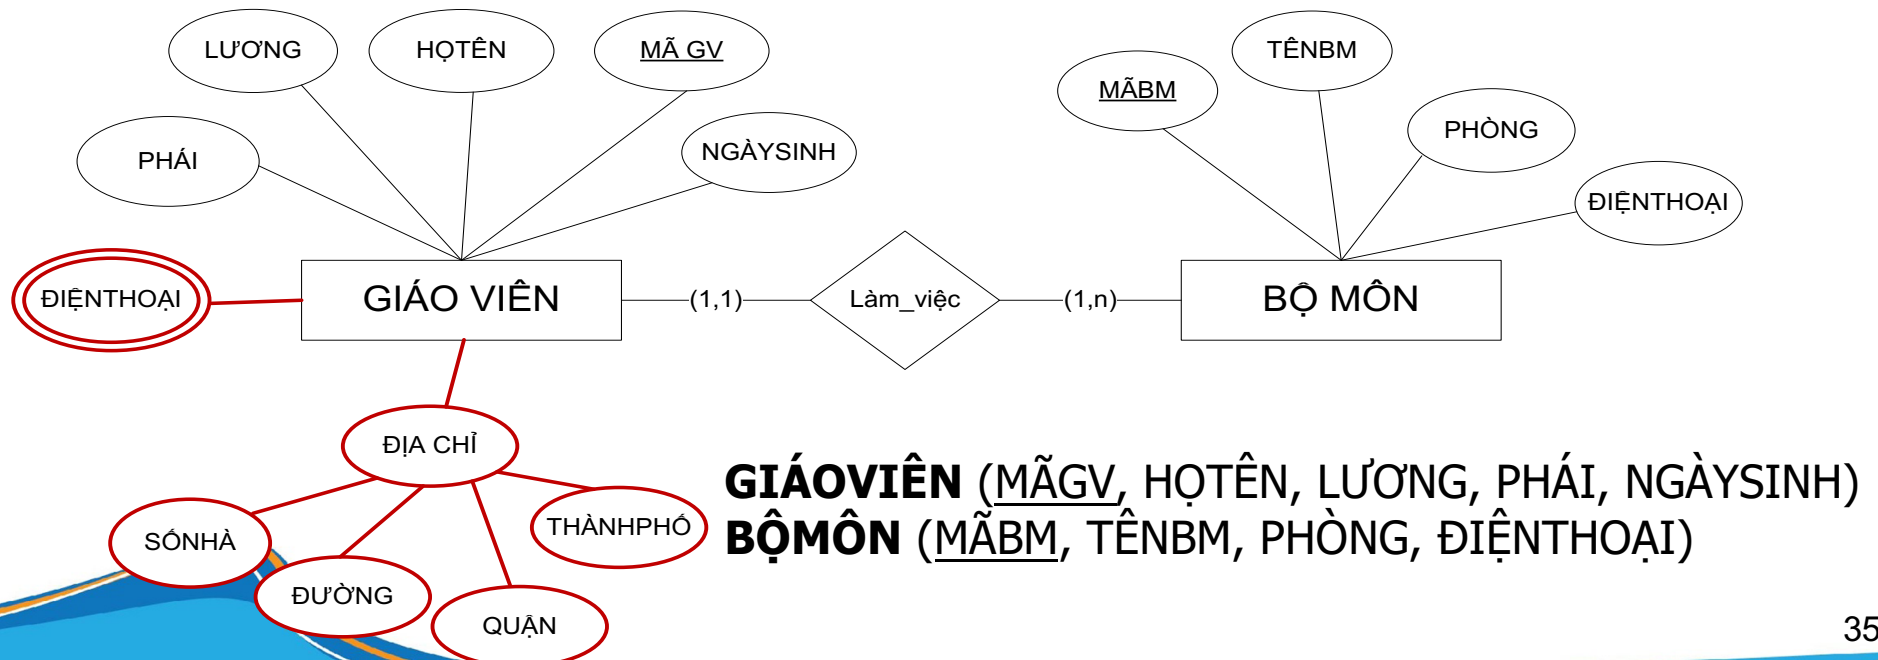 LƯƠNG
HỌTÊN
MÃ GV
TÊNBM
MÃBM
PHÒNG
PHÁI
NGÀYSINH
ĐIỆNTHOẠI
ĐIỆNTHOẠI
GIÁO VIÊN
(1,1)
Làm_việc
(1,n)
BỘ MÔN
ĐỊA CHỈ
SỐNHÀ
ĐƯỜNG
QUẬN
THÀNHPHỐ
GIÁOVIÊN (MÃGV, HỌTÊN, LƯƠNG, PHÁI, NGÀYSINH)
BỘMÔN (MÃBM, TÊNBM, PHÒNG, ĐIỆNTHOẠI)
35